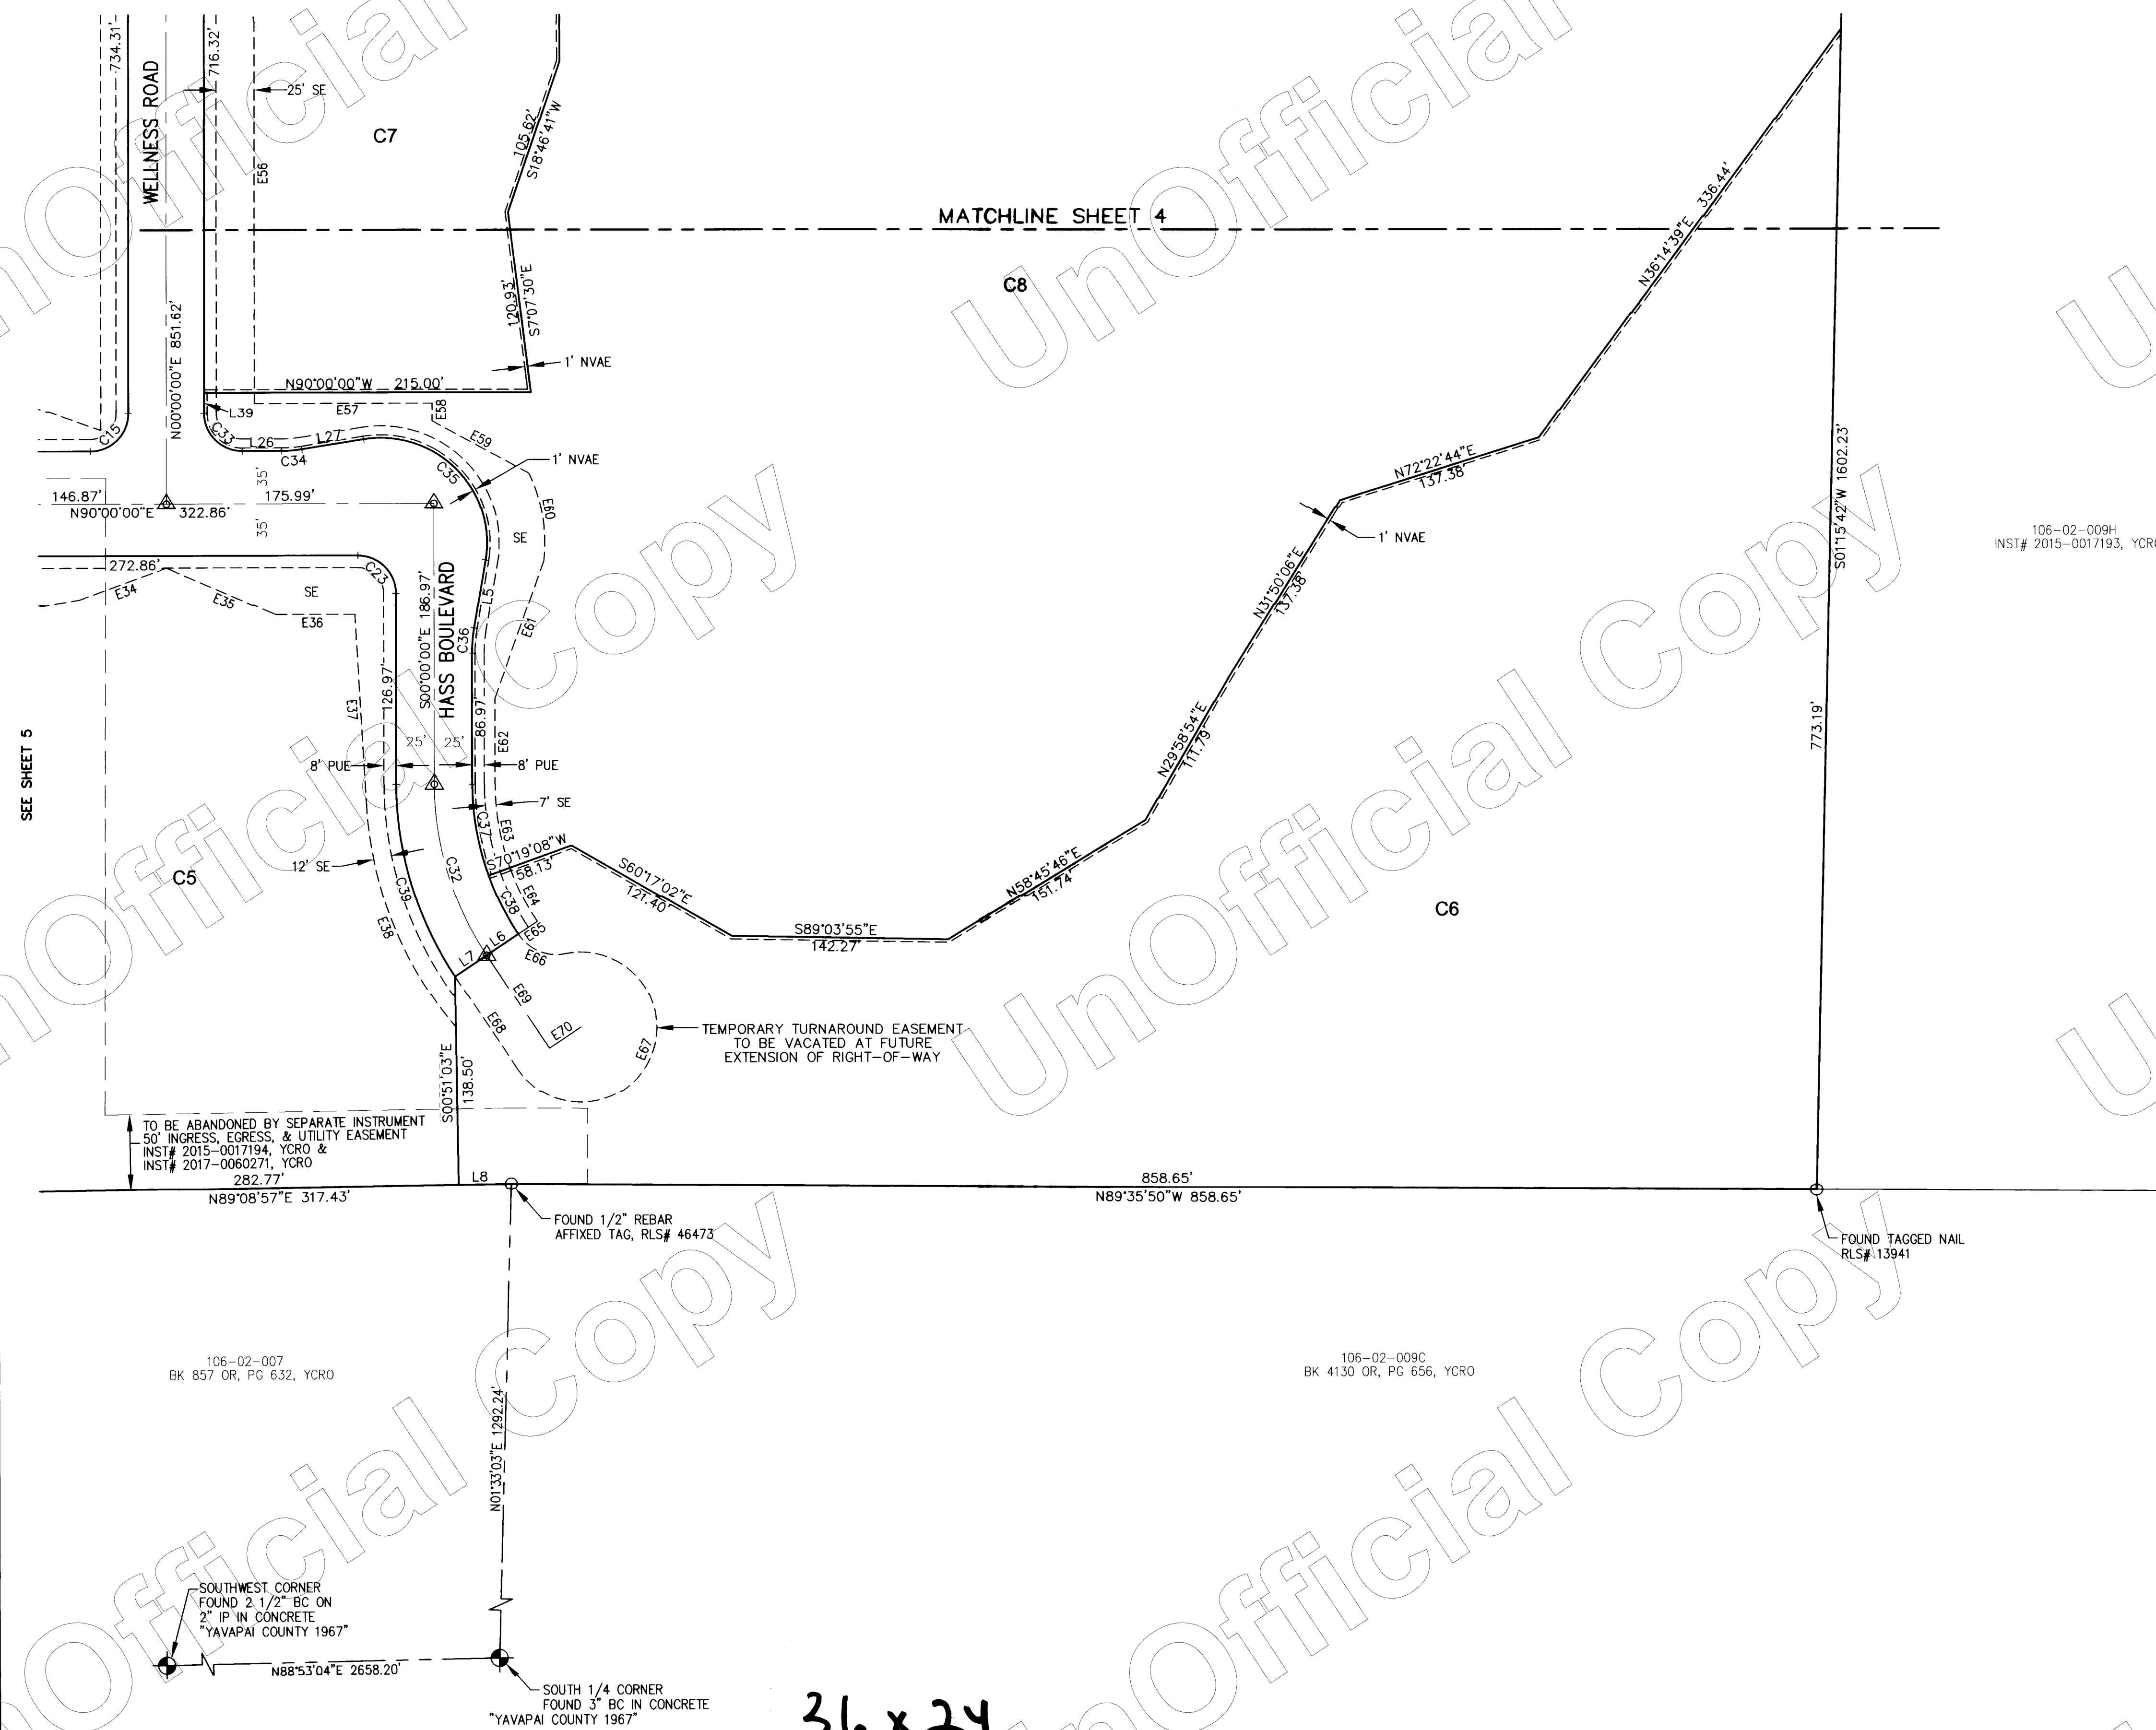 734.31'
WELLNESS ROAD
716.32'
25' SE
E56
C7
105.62'
S18°46'41"W
MATCHLINE SHEET 4
N36°14'39"E 336.44'
C8
120.93'
S7°07'30"E
N00°00'00"E 851.62'
1' NVAE
N90°00'00"W 215.00'
L39
E57
E58
C15
C33
L26
L27
C34
E59
C35
1' NVAE
35'
146.87'
175.99'
N90°00'00"E 322.86'
35'
E60
SE
N72°22'44"E
137.38'
1' NVAE
S01°15'42"W 1602.23'
106-02-009H
INST# 2015-0017193, YCRO
272.86'
C23
E34
E35
SE
E36
S00°00'00"E 186.97'
HASS BOULEVARD
L5
C36
E61
N31°50'06"E
137.38'
E37
126.97'
86.97'
E62
25'
25'
N29°58'54"E
111.79'
773.19'
SEE SHEET 5
8' PUE
8' PUE
7' SE
C37
E63
S70°19'08"W
158.13'
12' SE
C5
C39
C32
C38
E64
S60°17'02"E
121.40'
N58°45'46"E
151.74'
C6
E38
S89°03'55"E
142.27'
L6
L7
E65
E66
E69
E68
E70
E67
TEMPORARY TURNAROUND EASEMENT
TO BE VACATED AT FUTURE
EXTENSION OF RIGHT-OF-WAY
S00°51'03"E
138.50'
TO BE ABANDONED BY SEPARATE INSTRUMENT
50' INGRESS, EGRESS, & UTILITY EASEMENT
INST# 2015-0017194, YCRO &
INST# 2017-0060271, YCRO
282.77'
N89°08'57"E 317.43'
L8
858.65'
N89°35'50"W 858.65'
FOUND 1/2" REBAR
AFFIXED TAG, RLS# 46473
FOUND TAGGED NAIL
RLS# 13941
106-02-007
BK 857 OR, PG 632, YCRO
106-02-009C
BK 4130 OR, PG 656, YCRO
N01°33'03"E 1292.24'
SOUTHWEST CORNER
FOUND 2 1/2" BC ON
2" IP IN CONCRETE
"YAVAPAI COUNTY 1967"
N88°53'04"E 2658.20'
SOUTH 1/4 CORNER
FOUND 3" BC IN CONCRETE
"YAVAPAI COUNTY 1967"
36 x 24
UnOfficial Copy
UnOfficial Copy
UnOfficial Copy
UnOfficial Copy